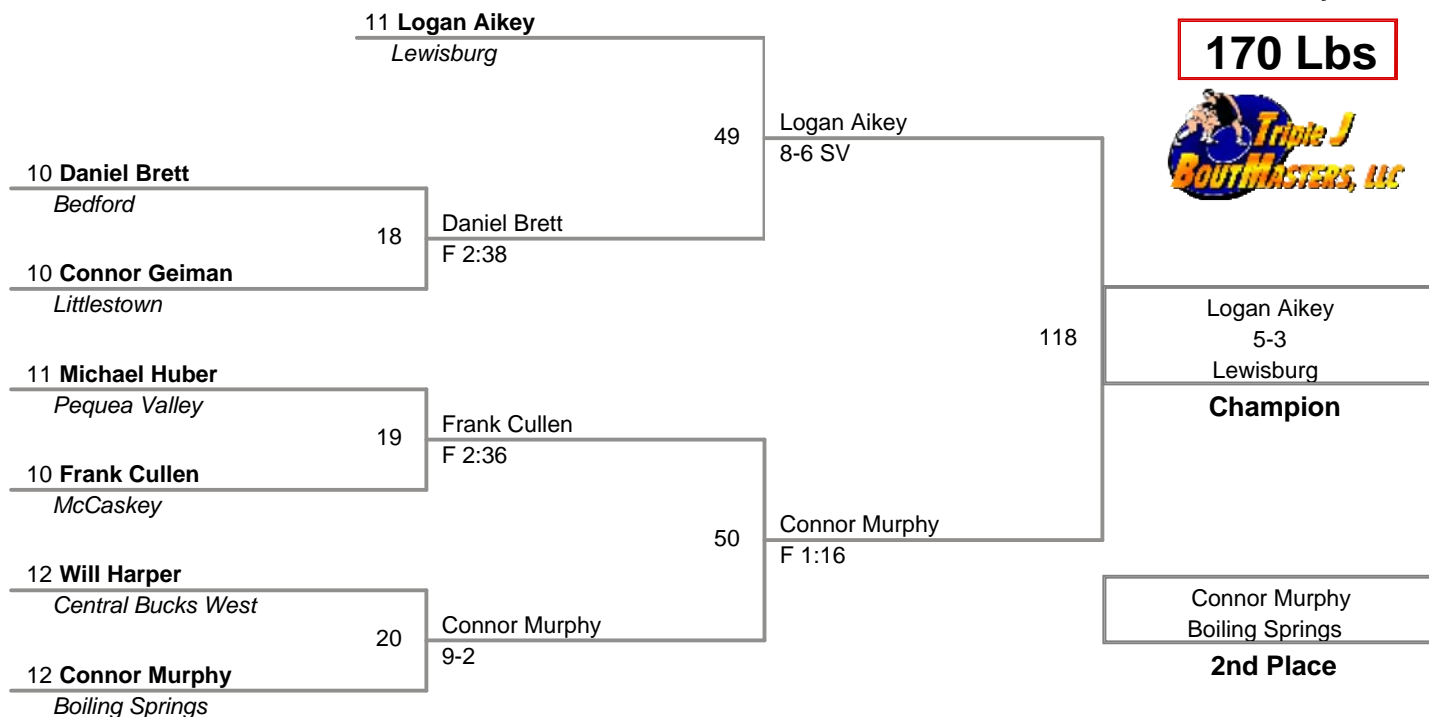 11 Logan Aikey
Lewisburg
170 Lbs
Triple J
BoutMasters, LLC
49
Logan Aikey
8-6 SV
10 Daniel Brett
Bedford
18
Daniel Brett
F 2:38
10 Connor Geiman
Littlestown
118
Logan Aikey
5-3
Lewisburg
Champion
11 Michael Huber
Pequea Valley
19
Frank Cullen
F 2:36
10 Frank Cullen
McCaskey
50
Connor Murphy
F 1:16
12 Will Harper
Central Bucks West
20
Connor Murphy
9-2
12 Connor Murphy
Boiling Springs
Connor Murphy
Boiling Springs
2nd Place